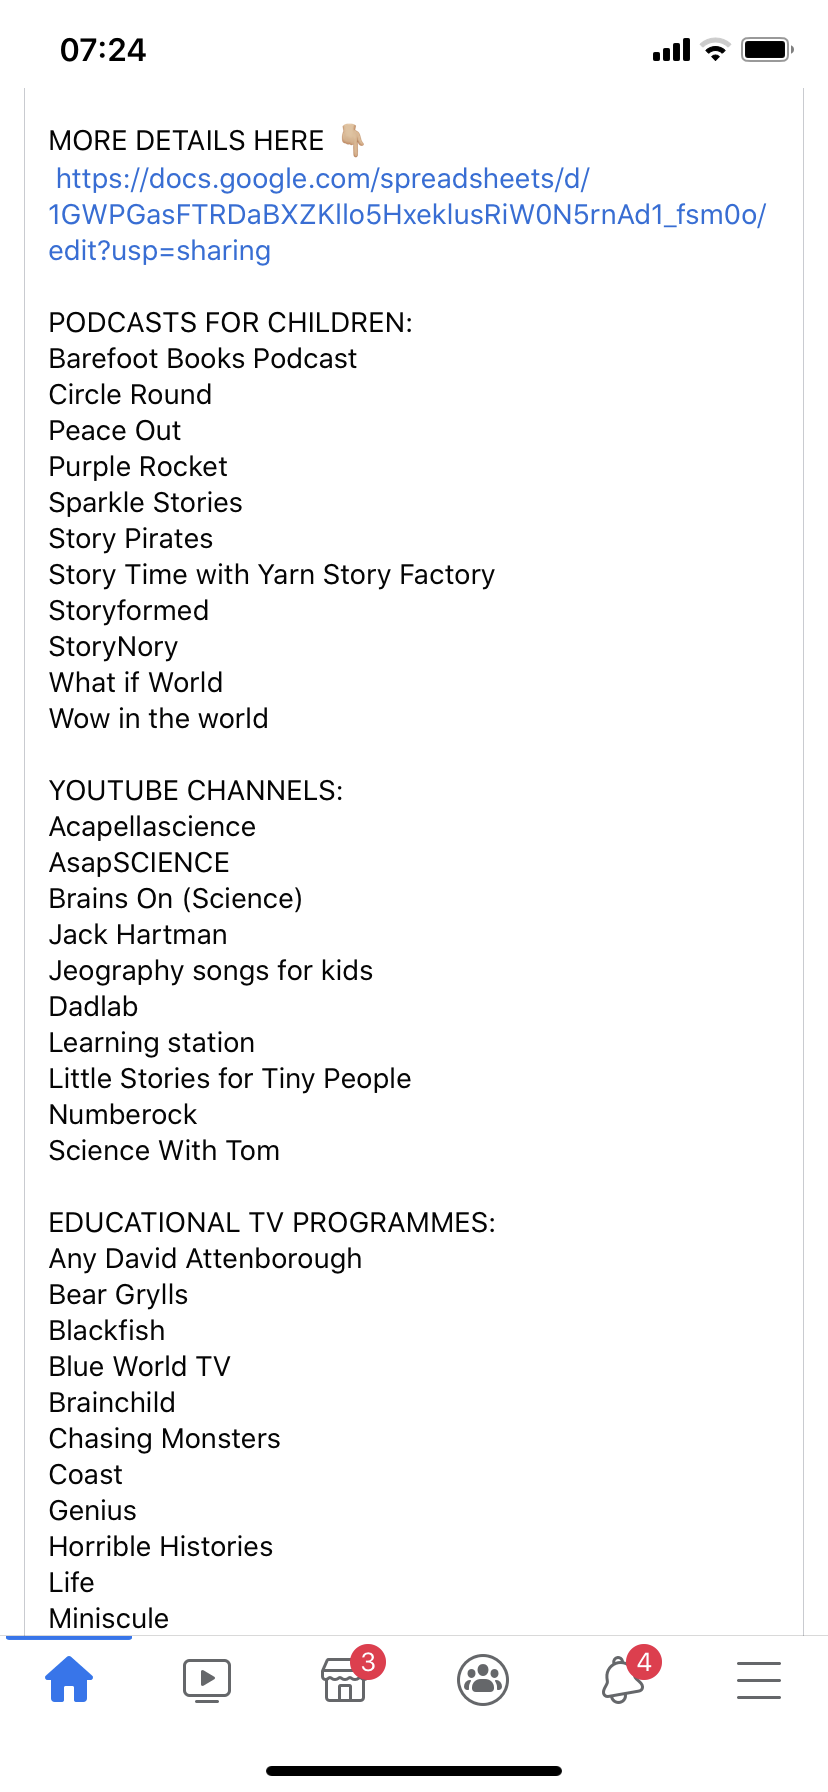 07:24
MORE DETAILS HERE 👇🏼
https://docs.google.com/spreadsheets/d/
1GWPGasFTRDaBXZKllo5HxeklusRiW0N5rnAd1_fsm0o/
edit?usp=sharing
PODCASTS FOR CHILDREN:
Barefoot Books Podcast
Circle Round
Peace Out
Purple Rocket
Sparkle Stories
Story Pirates
Story Time with Yarn Story Factory
Storyformed
StoryNory
What if World
Wow in the world
YOUTUBE CHANNELS:
Acapellascience
AsapSCIENCE
Brains On (Science)
Jack Hartman
Jeography songs for kids
Dadlab
Learning station
Little Stories for Tiny People
Numberock
Science With Tom
EDUCATIONAL TV PROGRAMMES:
Any David Attenborough
Bear Grylls
Blackfish
Blue World TV
Brainchild
Chasing Monsters
Coast
Genius
Horrible Histories
Life
Miniscule
3
4